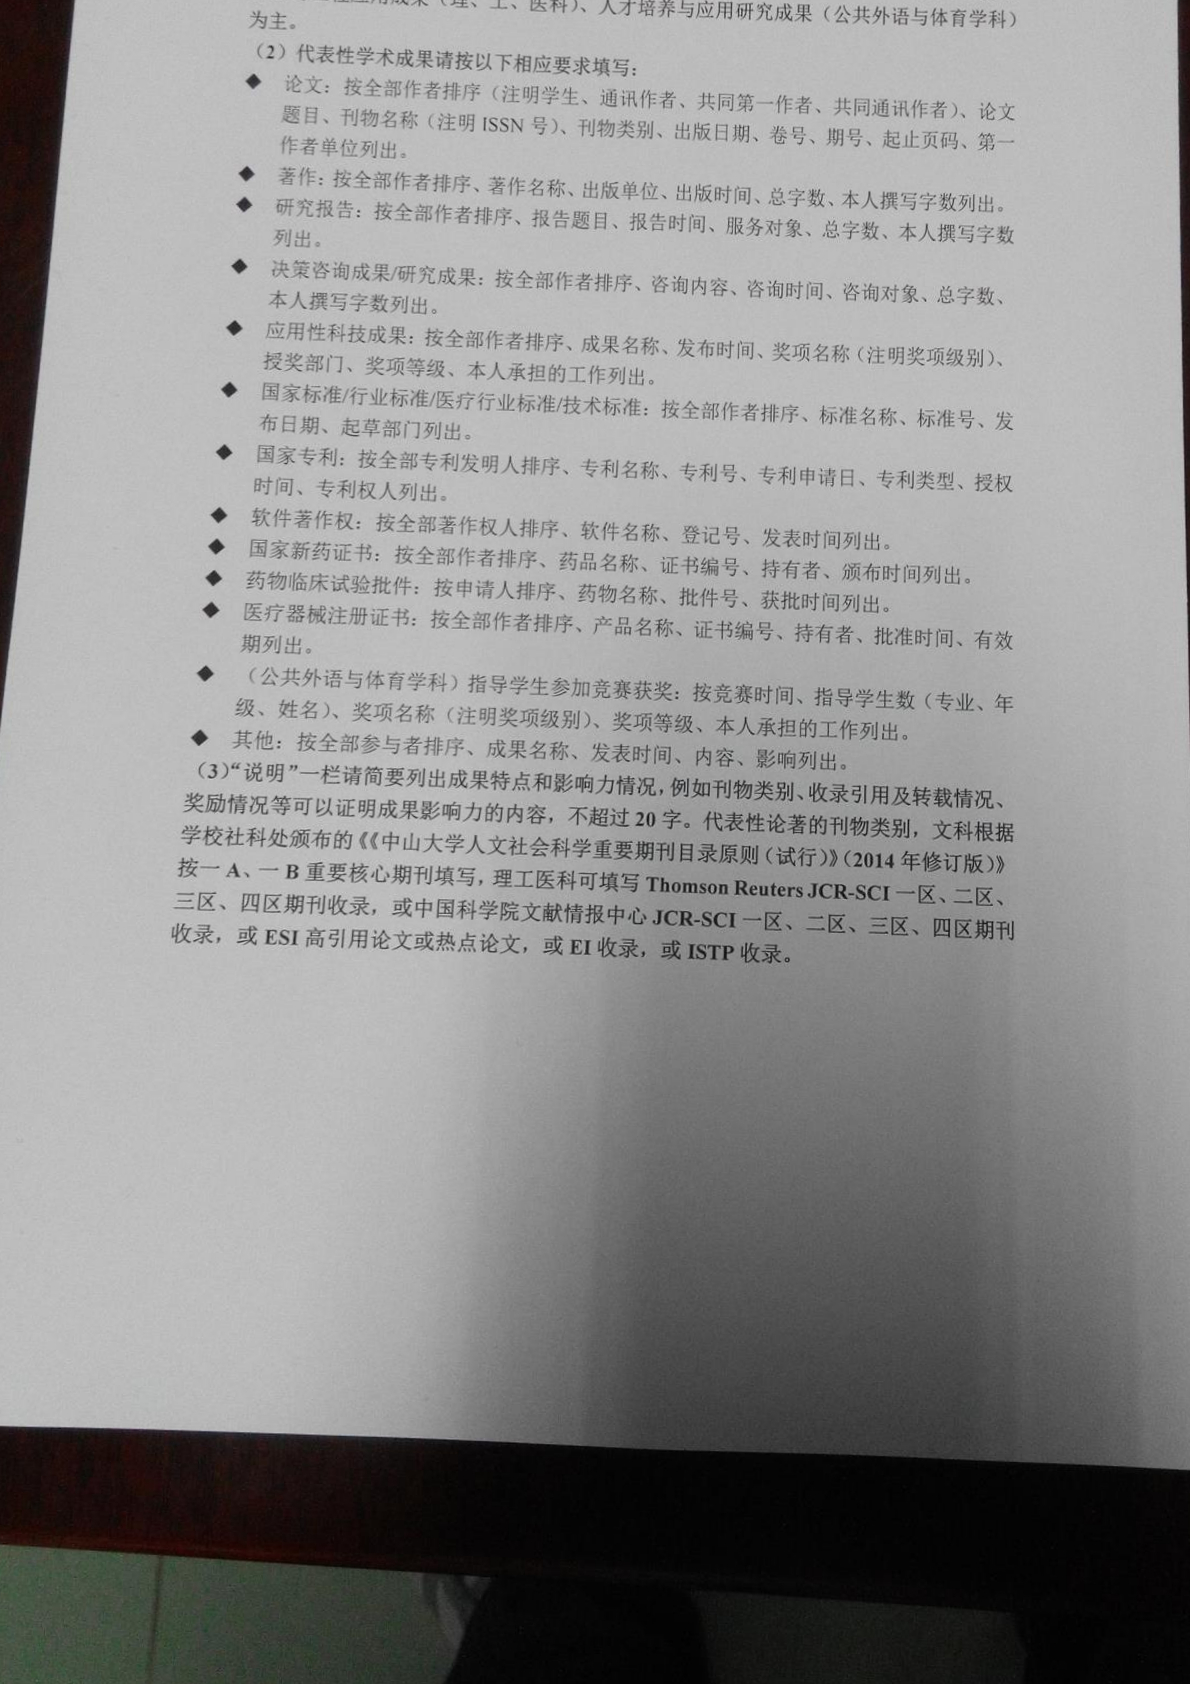 应用成果（理、工、医科）、人才培养与应用研究成果（公共外语与体育学科）
为主。
（2）代表性学术成果请按以下相应要求填写：
◆ 论文：按全部作者排序（注明学生、通讯作者、共同第一作者、共同通讯作者）、论文
题目、刊物名称（注明 ISSN 号）、刊物类别、出版日期、卷号、期号、起止页码、第一
作者单位列出。
◆ 著作：按全部作者排序、著作名称、出版单位、出版时间、总字数、本人撰写字数列出。
◆ 研究报告：按全部作者排序、报告题目、报告时间、服务对象、总字数、本人撰写字数
列出。
◆ 决策咨询成果/研究成果：按全部作者排序、咨询内容、咨询时间、咨询对象、总字数、
本人撰写字数列出。
◆ 应用性科技成果：按全部作者排序、成果名称、发布时间、奖项名称（注明奖项级别）、
授奖部门、奖项等级、本人承担的工作列出。
◆ 国家标准/行业标准/医疗行业标准/技术标准：按全部作者排序、标准名称、标准号、发
布日期、起草部门列出。
◆ 国家专利：按全部专利发明人排序、专利名称、专利号、专利申请日、专利类型、授权
时间、专利权人列出。
◆ 软件著作权：按全部著作权人排序、软件名称、登记号、发表时间列出。
◆ 国家新药证书：按全部作者排序、药品名称、证书编号、持有者、颁布时间列出。
◆ 药物临床试验批件：按申请人排序、药物名称、批件号、获批时间列出。
◆ 医疗器械注册证书：按全部作者排序、产品名称、证书编号、持有者、批准时间、有效
期列出。
◆ （公共外语与体育学科）指导学生参加竞赛获奖：按竞赛时间、指导学生数（专业、年
级、姓名）、奖项名称（注明奖项级别）、奖项等级、本人承担的工作列出。
◆ 其他：按全部参与者排序、成果名称、发表时间、内容、影响列出。
（3）“说明”一栏请简要列出成果特点和影响力情况，例如刊物类别、收录引用及转载情况、
奖励情况等可以证明成果影响力的内容，不超过 20 字。代表性论著的刊物类别，文科根据
学校社科处颁布的《《中山大学人文社会科学重要期刊目录原则（试行）》（2014 年修订版）》
按一 A、一 B 重要核心期刊填写，理工医科可填写 Thomson Reuters JCR-SCI 一区、二区、
三区、四区期刊收录，或中国科学院文献情报中心 JCR-SCI 一区、二区、三区、四区期刊
收录，或 ESI 高引用论文或热点论文，或 EI 收录，或 ISTP 收录。